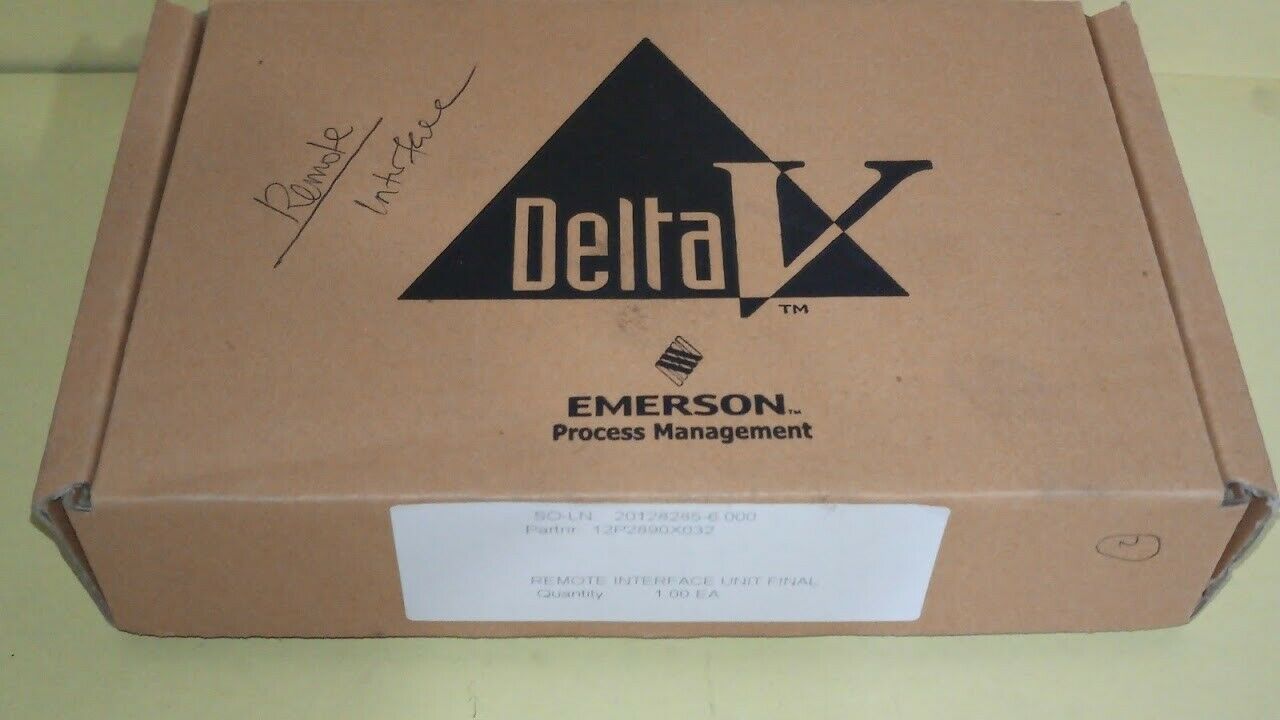 Remote
Interface
DeltaV
TM
EMERSON™
Process Management
SO-LN 20128285-6.000
Partnr 12P2890X032
REMOTE INTERFACE UNIT FINAL
Quantity 1.00 EA